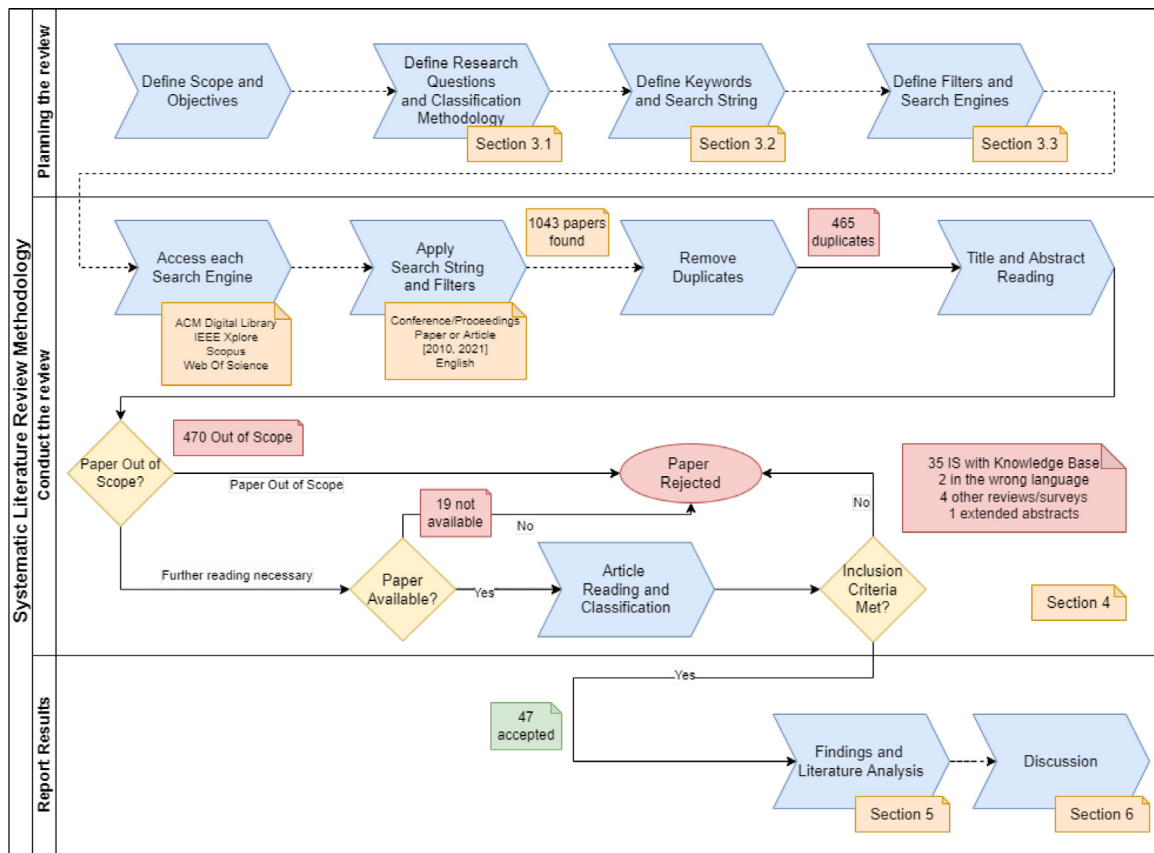 Systematic Literature Review Methodology
Planning the review
Define Scope and
Objectives
Define Research
Questions
and Classification
Methodology
Section 3.1
Define Keywords
and Search String
Section 3.2
Define Filters and
Search Engines
Section 3.3
Conduct the review
Access each
Search Engine
ACM Digital Library
IEEE Xplore
Scopus
Web Of Science
Apply
Search String
and Filters
Conference/Proceedings
Paper or Article
[2010, 2021]
English
1043 papers
found
Remove
Duplicates
465
duplicates
Title and Abstract
Reading
Paper Out of
Scope?
470 Out of Scope
Paper Out of Scope
Paper
Rejected
35 IS with Knowledge Base
2 in the wrong language
4 other reviews/surveys
1 extended abstracts
19 not
available
No
No
Further reading necessary
Paper
Available?
Yes
Article
Reading and
Classification
Inclusion
Criteria
Met?
Section 4
Yes
Report Results
47
accepted
Findings and
Literature Analysis
Section 5
Discussion
Section 6